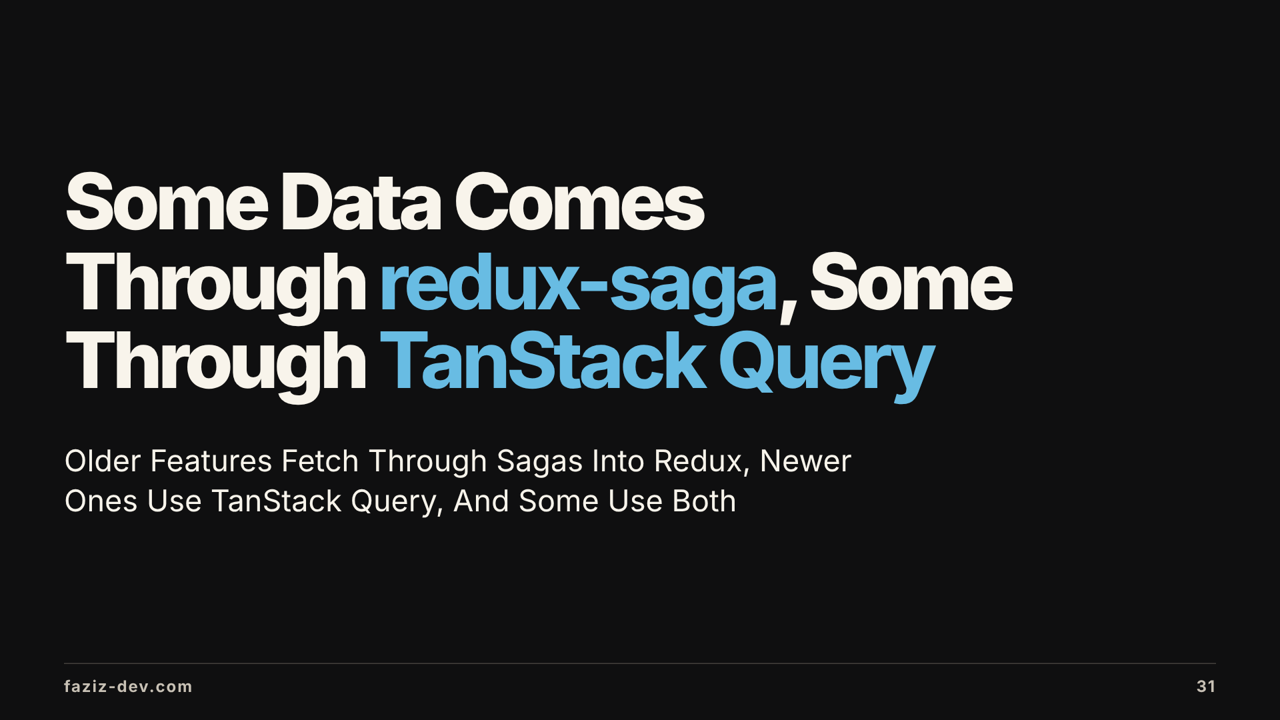 Some Data Comes
Through redux-saga, Some
Through TanStack Query
Older Features Fetch Through Sagas Into Redux, Newer
Ones Use TanStack Query, And Some Use Both
faziz-dev.com
31